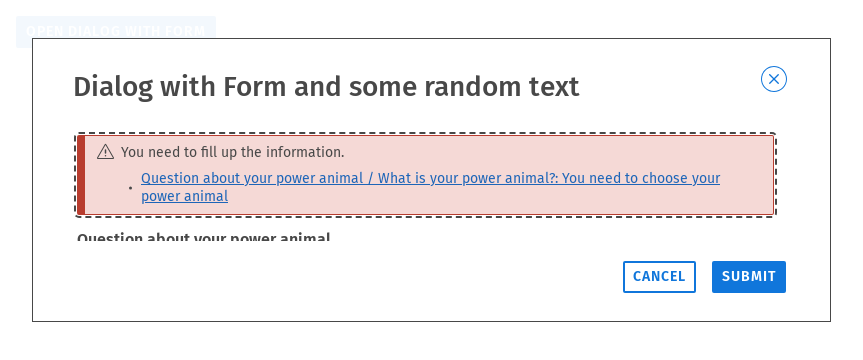 OPEN DIALOG WITH FORM
Dialog with Form and some random text
You need to fill up the information.
Question about your power animal / What is your power animal?: You need to choose your
power animal
Question about your power animal
CANCEL
SUBMIT